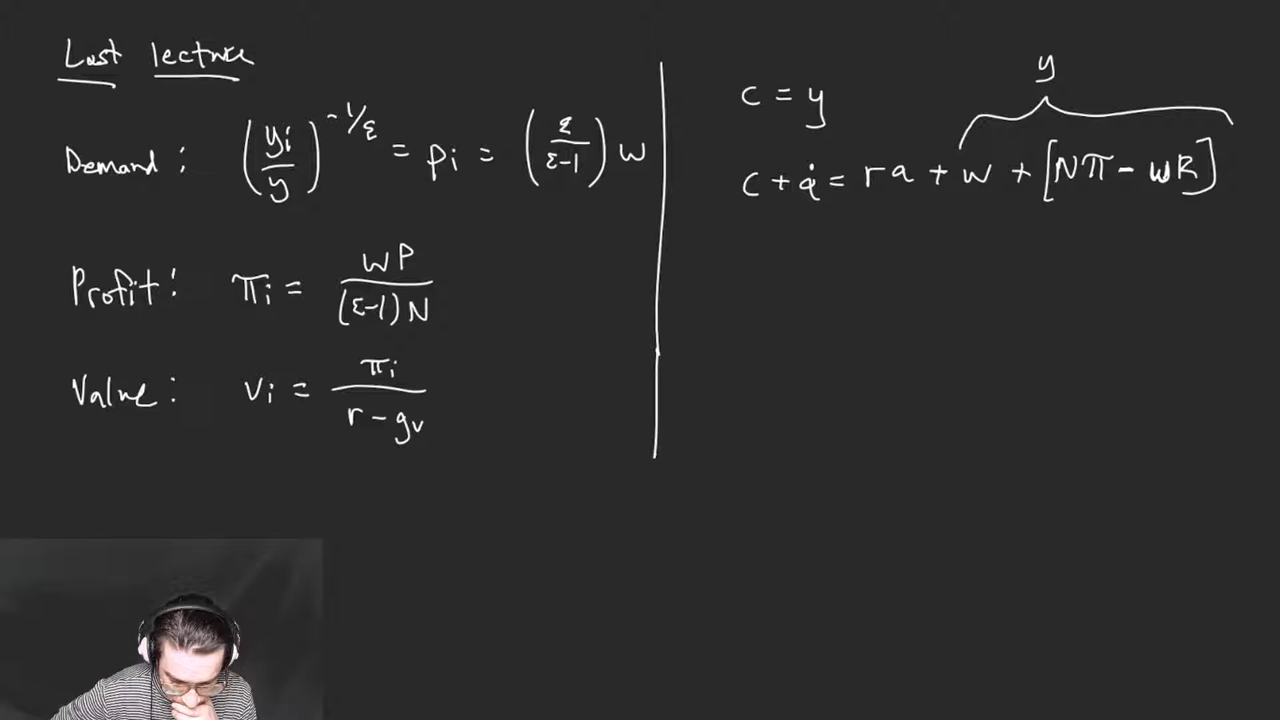 Last lecture
Demand: (yi/y)^-1/ε = pi = (ε/ε-1) w
Profit: πi = wP/(ε-1)N
Value: vi = πi/r - gv
c = y
y
c + ȧ = ra + w + [Nπ - wR]